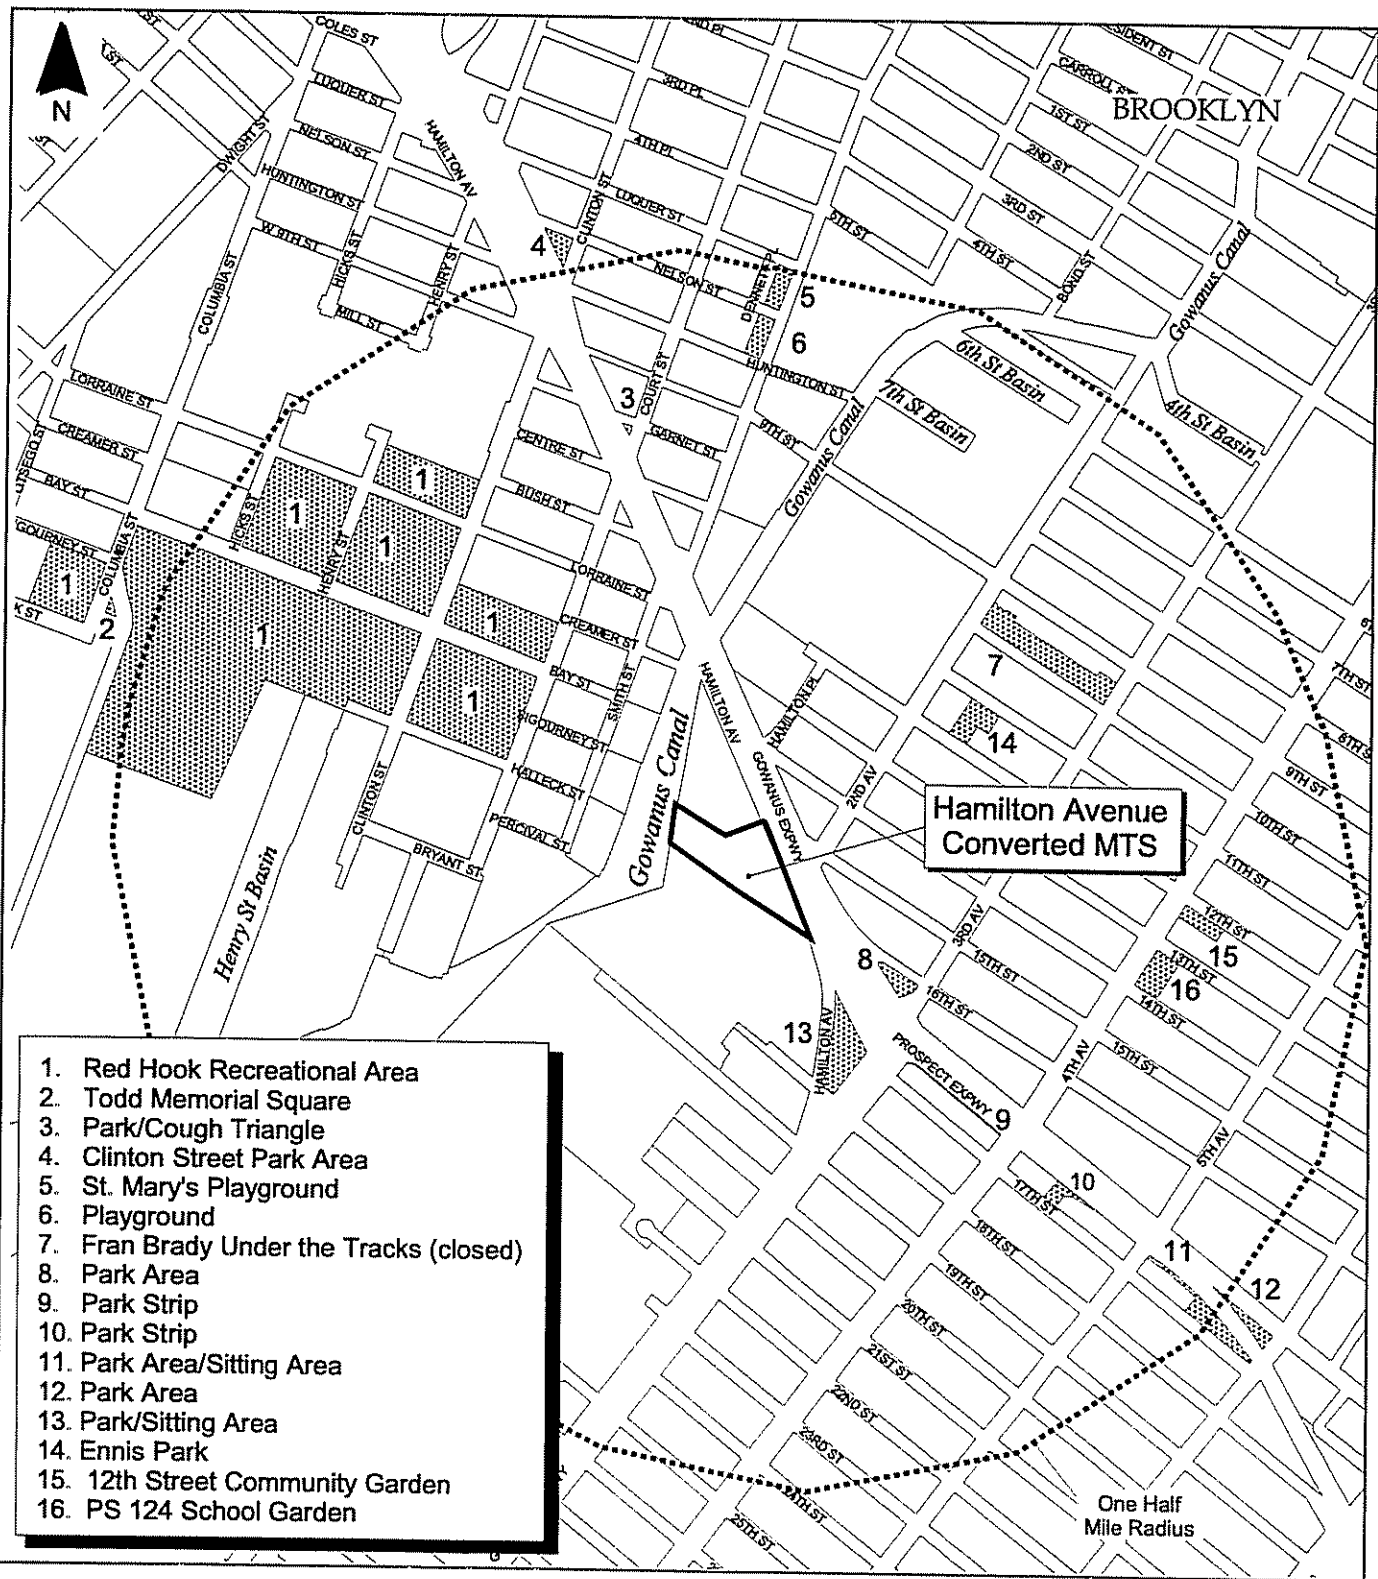 N
BROOKLYN
COLES ST
LUQUER ST
NELSON ST
HUNTINGTON ST
W 9TH ST
DWIGHT ST
HAMILTON AV
3RD PL
4TH PL
LUQUER ST
CLINTON ST
CARROLL ST
1ST ST
2ND ST
3RD ST
4TH ST
5TH ST
BOND ST
Gowanus Canal
4
NELSON ST
DENNETT PL
5
6
COLUMBIA ST
HICKS ST
HENRY ST
MILL ST
6th St Basin
7th St Basin
4th St Basin
HUNTINGTON ST
3
COURT ST
GARNET ST
9TH ST
Gowanus Canal
LORRAINE ST
CREAMER ST
BAY ST
COLUMBIA ST
HICKS ST
HENRY ST
CENTRE ST
BUSH ST
LORRAINE ST
CREAMER ST
BAY ST
SIGOURNEY ST
HALLECK ST
PERCIVAL ST
BRYANT ST
CLINTON ST
SMITH ST
1
1
1
1
1
1
1
2
Gowanus Canal
Henry St Basin
HAMILTON AV
GOWANUS EXPWY
HAMILTON PL
2ND AV
7
14
7TH ST
9TH ST
10TH ST
11TH ST
12TH ST
13TH ST
14TH ST
15TH ST
15
16
Hamilton Avenue
Converted MTS
3RD AV
15TH ST
16TH ST
8
13
HAMILTON AV
PROSPECT EXPWY
9
4TH AV
5TH AV
10
17TH ST
18TH ST
19TH ST
20TH ST
21ST ST
22ND ST
23RD ST
24TH ST
25TH ST
11
12
One Half
Mile Radius
1. Red Hook Recreational Area
2. Todd Memorial Square
3. Park/Cough Triangle
4. Clinton Street Park Area
5. St. Mary's Playground
6. Playground
7. Fran Brady Under the Tracks (closed)
8. Park Area
9. Park Strip
10. Park Strip
11. Park Area/Sitting Area
12. Park Area
13. Park/Sitting Area
14. Ennis Park
15. 12th Street Community Garden
16. PS 124 School Garden